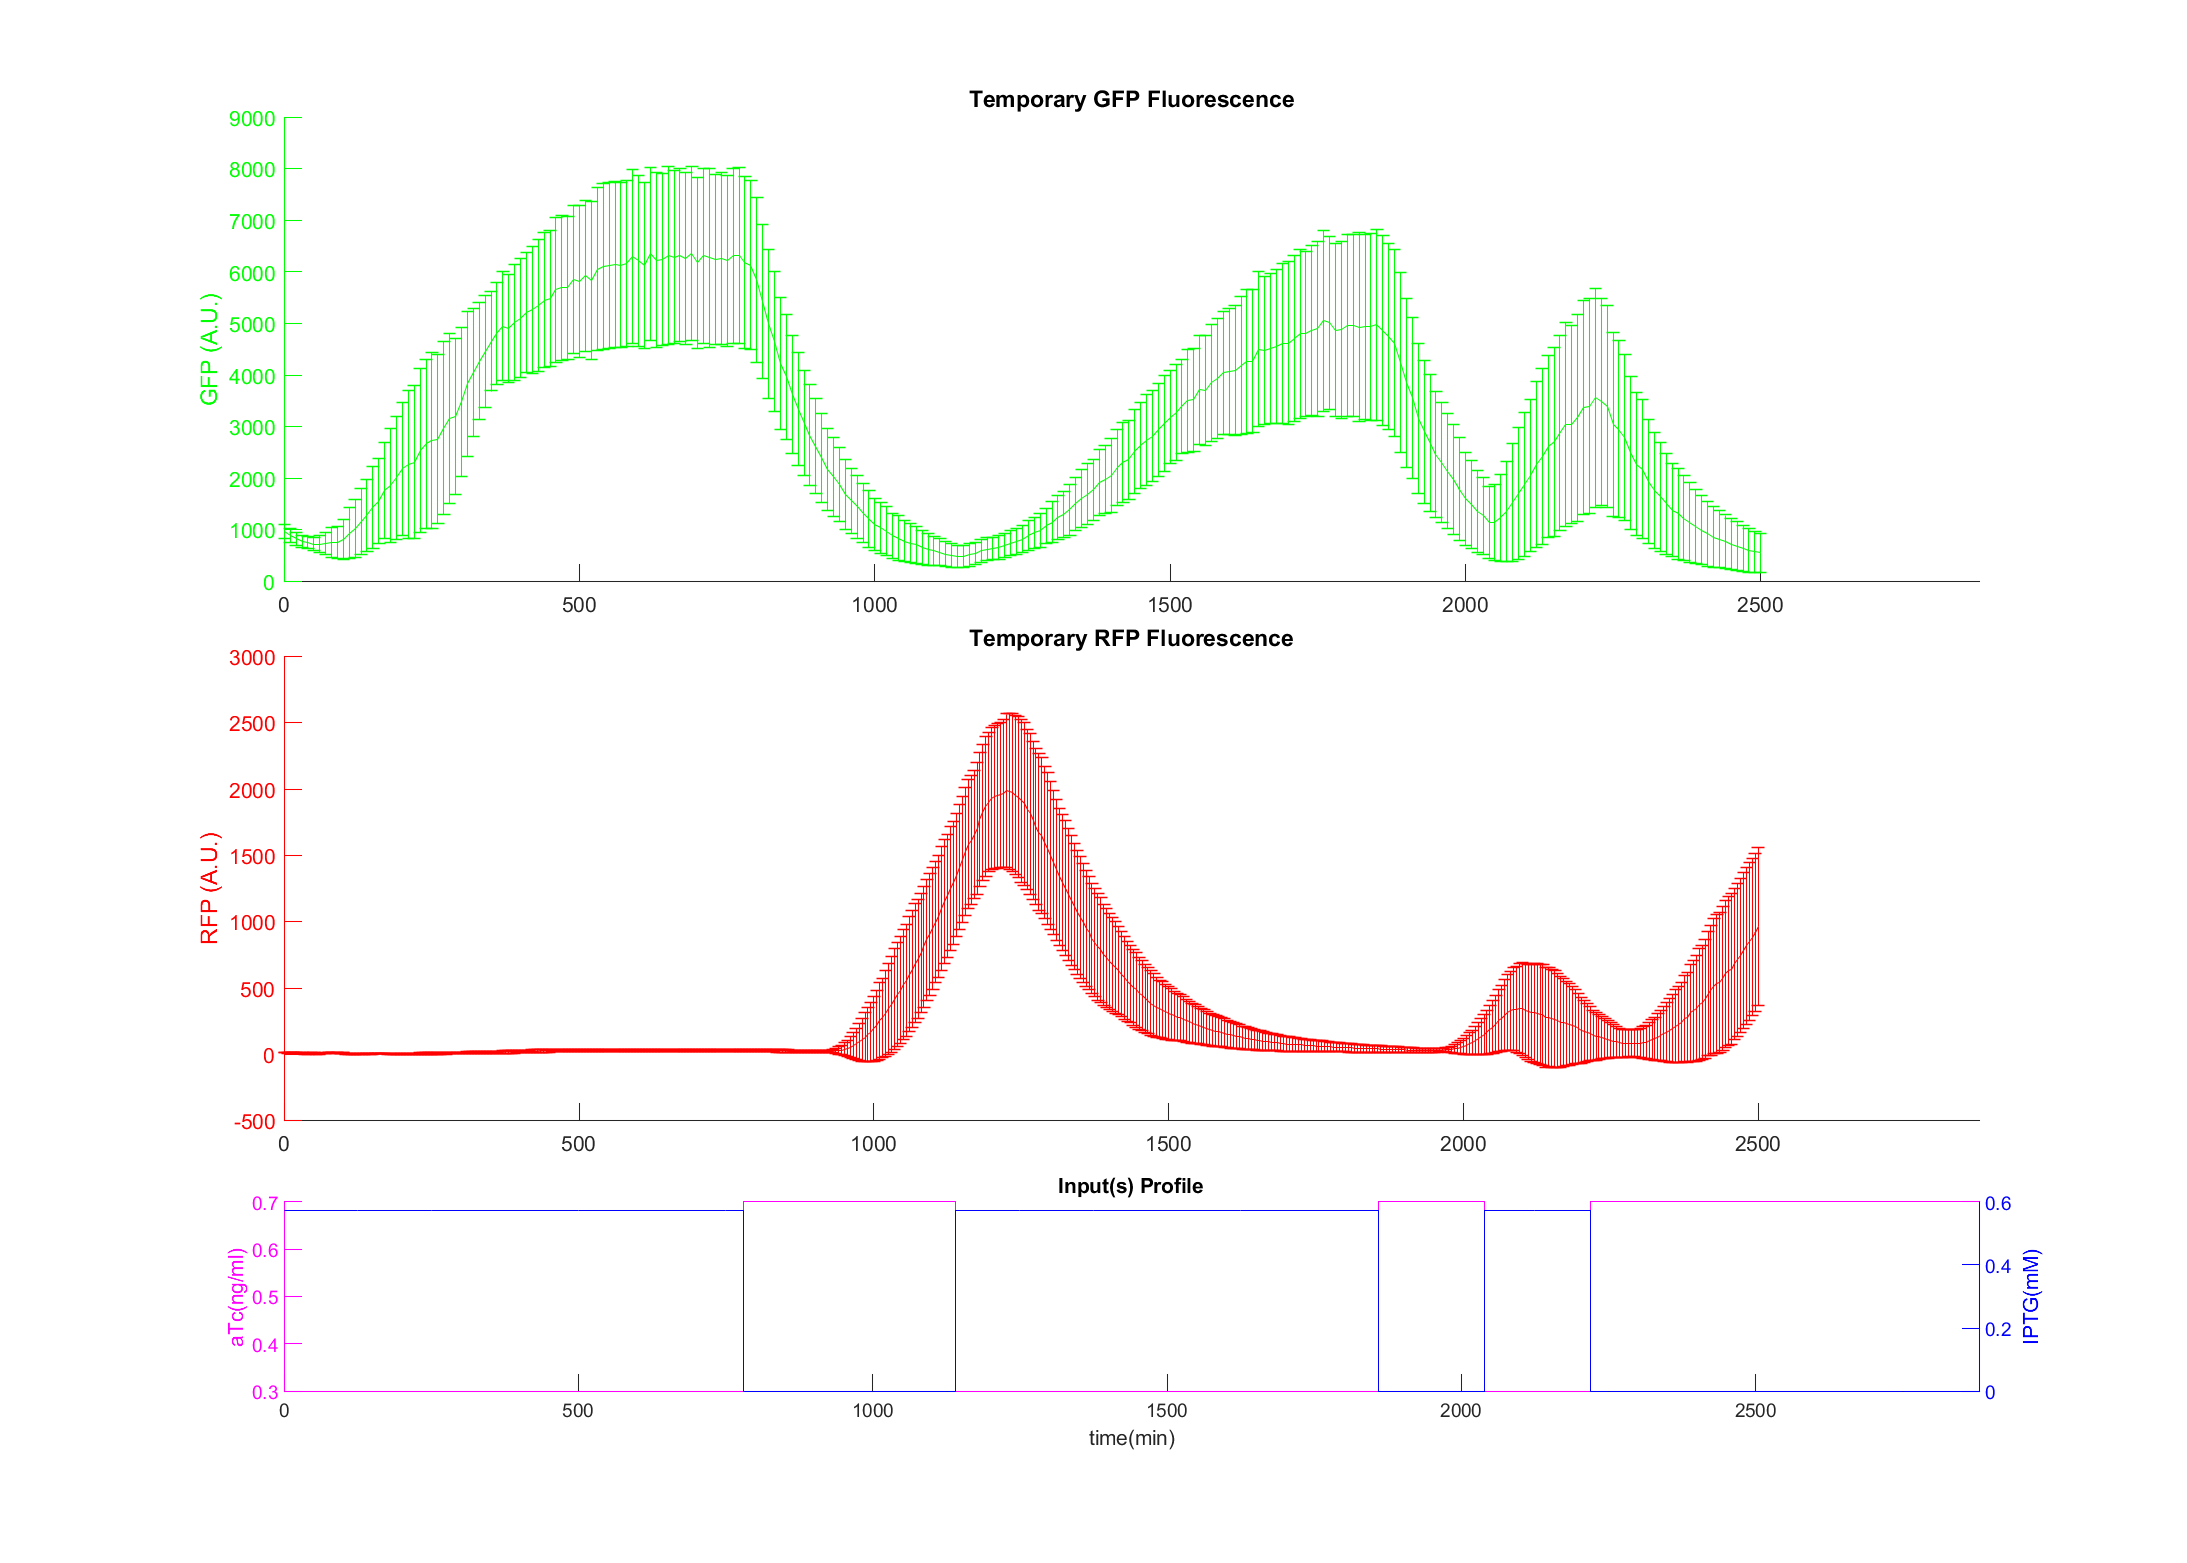 Temporary GFP Fluorescence
9000
8000
7000
6000
5000
4000
3000
2000
1000
0
GFP (A.U.)
0 500 1000 1500 2000 2500
Temporary RFP Fluorescence
3000
2500
2000
1500
1000
500
0
-500
RFP (A.U.)
0 500 1000 1500 2000 2500
Input(s) Profile
0.7
0.6
0.5
0.4
0.3
aTc(ng/ml)
0.6
0.4
0.2
0
IPTG(mM)
0 500 1000 1500 2000 2500
time(min)